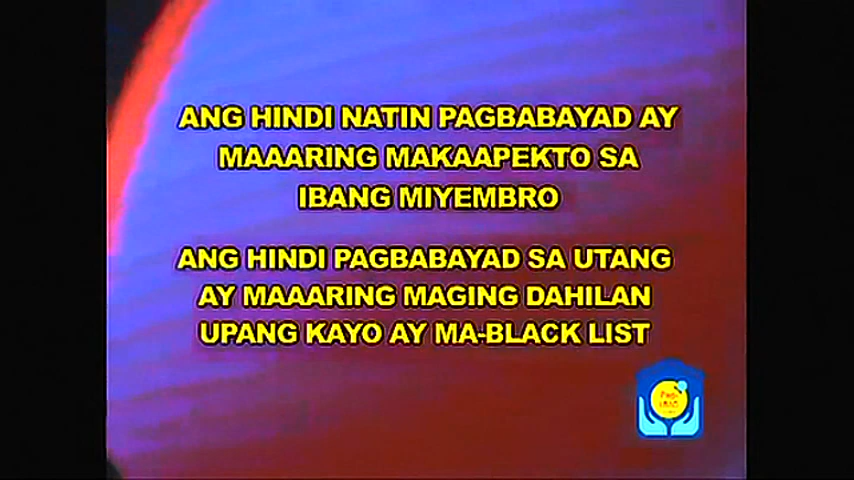 ANG HINDI NATIN PAGBABAYAD AY
MAAARING MAKAAPEKTO SA
IBANG MIYEMBRO
ANG HINDI PAGBABAYAD SA UTANG
AY MAAARING MAGING DAHILAN
UPANG KAYO AY MA-BLACK LIST